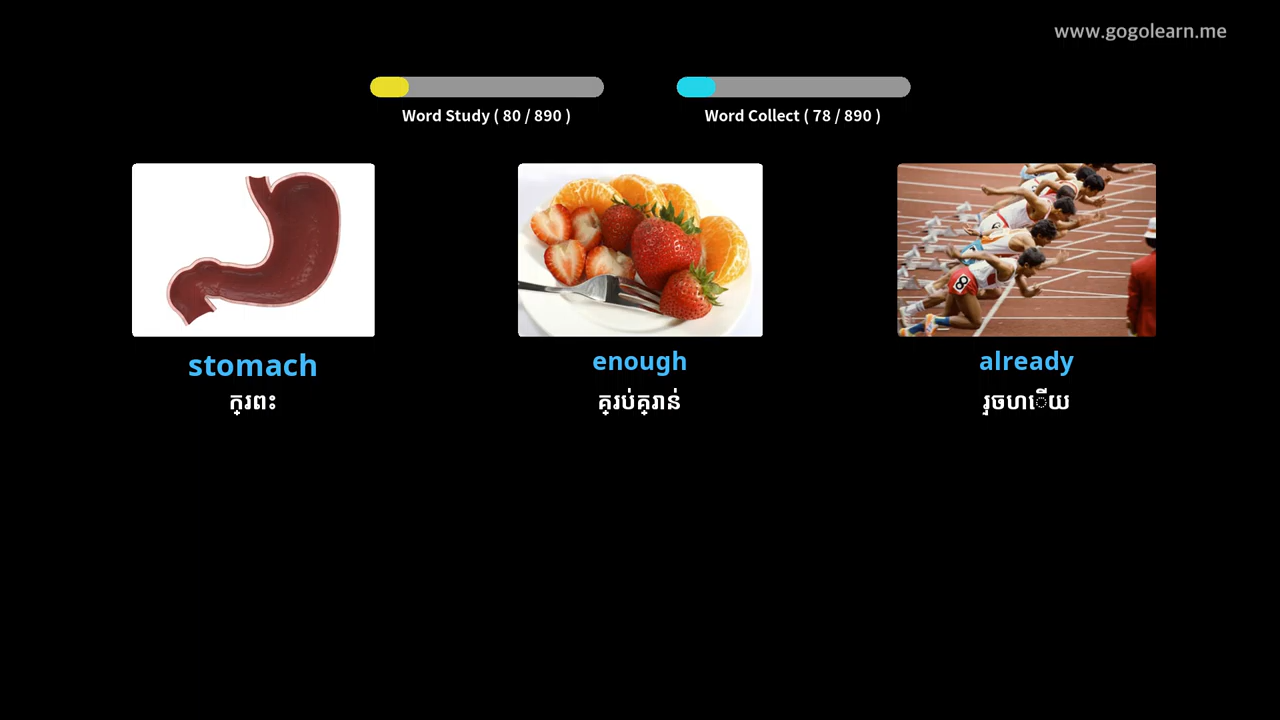 www.gogolearn.me
Word Study ( 80 / 890 )
Word Collect ( 78 / 890 )
stomach
enough
already
ក្រពះ
គ្រប់គ្រាន់
រួចហើយ
8